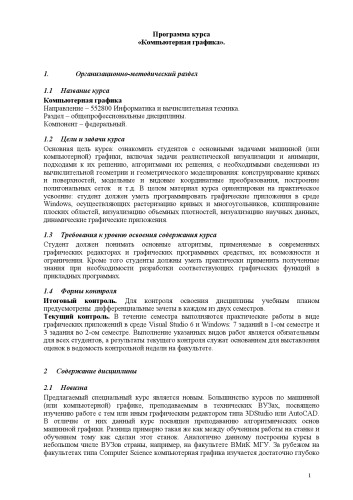 Программа курса
«Компьютерная графика».
1. Организационно-методический раздел
1.1 Название курса
Компьютерная графика
Направление – 552800 Информатика и вычислительная техника.
Раздел – общепрофессиональные дисциплины.
Компонент – федеральный.
1.2 Цели и задачи курса
Основная цель курса: ознакомить студентов с основными задачами машинной (или
компьютерной) графики, включая задачи реалистической визуализации и анимации,
подходами к их решению, алгоритмами их решения, с необходимыми сведениями из
вычислительной геометрии и геометрического моделирования: конструирование кривых
и поверхностей, модельные и видовые координатные преобразования, построение
полигональных сеток и т.д. В целом материал курса ориентирован на практическое
усвоение: студент должен уметь программировать графические приложения в среде
Windows, осуществляющих растеризацию кривых и многоугольников, клиппирование
плоских областей, визуализацию объемных плотностей, визуализацию научных данных,
динамические графические приложения.
1.3 Требования к уровню освоения содержания курса
Студент должен понимать основные алгоритмы, применяемые в современных
графических редакторах и графических программных средствах, их возможности и
ограничения. Кроме того студенты должны уметь практически применить полученные
знания при необходимости разработки соответствующих графических функций в
прикладных программах.
1.4 Формы контроля
Итоговый контроль. Для контроля освоения дисциплины учебным планом
предусмотрены дифференциальные зачеты в каждом из двух семестров.
Текущий контроль. В течение семестра выполняются практические работы в виде
графических приложений в среде Visual Studio 6 и Windows: 7 заданий в 1-ом семестре и
3 задания во 2-ом семестре. Выполнение указанных видов работ является обязательным
для всех студентов, а результаты текущего контроля служат основанием для выставления
оценок в ведомость контрольной недели на факультете.
2 Содержание дисциплины
2.1 Новизна
Предлагаемый специальный курс является новым. Большинство курсов по машинной
(или компьютерной) графике, преподаваемым в технических ВУЗах, посвящено
изучению работе с тем или иным графическим редактором типа 3DStudio или AutoCAD.
В отличие от них данный курс посвящен преподаванию алгоритмических основ
машинной графики. Разница примерно такая же как между обучением работы на станке и
обучением тому как сделан этот станок. Аналогично данному построены курсы в
небольшом числе ВУЗов страны, например, на факультете ВМиК МГУ. За рубежом на
факультетах типа Computer Science компьютерная графика изучается достаточно глубоко
1